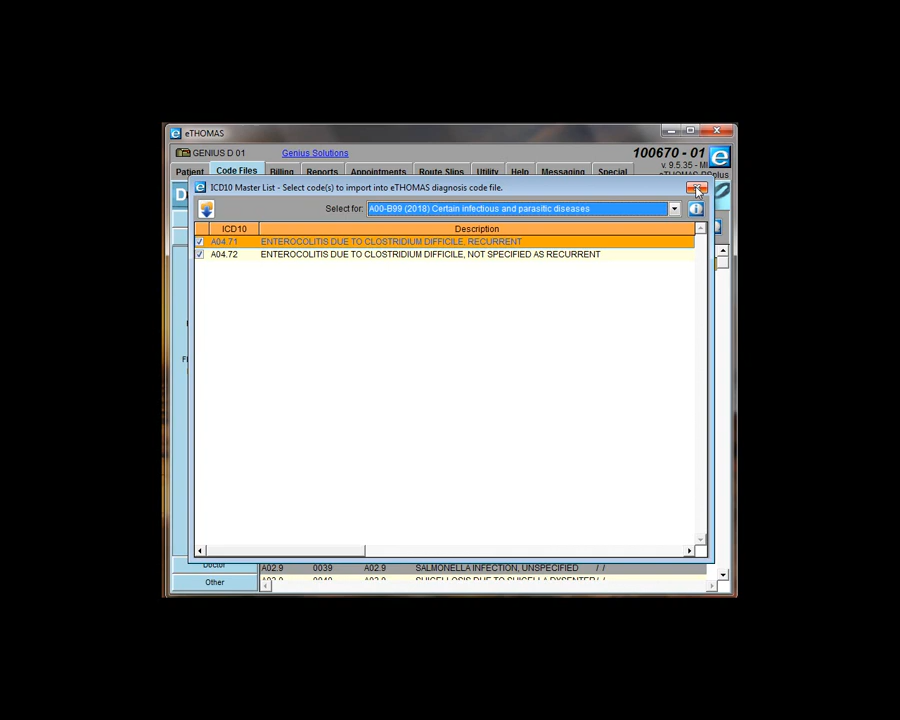 eTHOMAS
GENIUS D 01 Genius Solutions 100670 - 01
Patient Code Files Billing Reports Appointments Route Slips Utility Help Messaging Special
ICD10 Master List - Select code(s) to import into eTHOMAS diagnosis code file.
Select for: A00-B99 (2018) Certain infectious and parasitic diseases
ICD10 Description
A04.71 ENTEROCOLITIS DUE TO CLOSTRIDIUM DIFFICILE, RECURRENT
A04.72 ENTEROCOLITIS DUE TO CLOSTRIDIUM DIFFICILE, NOT SPECIFIED AS RECURRENT
Doctor A02.9 0039 A02.9 SALMONELLA INFECTION, UNSPECIFIED / /
Other